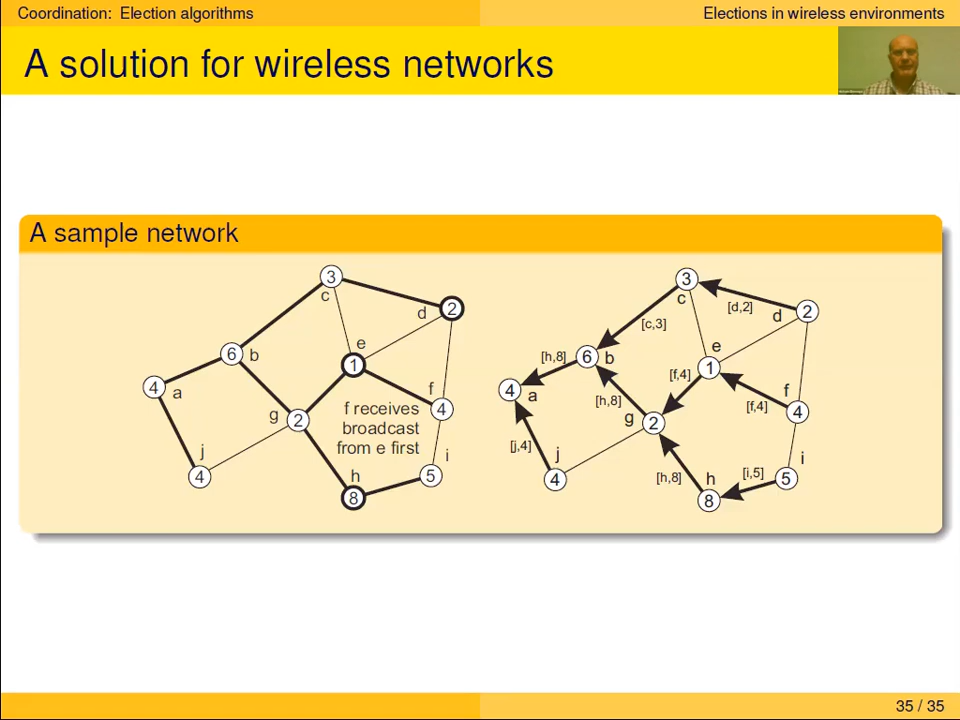 Coordination: Election algorithms
Elections in wireless environments
A solution for wireless networks
A sample network
3
c
2
d
6
b
e
1
4
a
f
4
g
2
f receives
broadcast
from e first
j
4
h
8
i
5
3
c
[d,2]
2
d
[c,3]
[h,8]
6
b
e
1
4
a
[f,4]
f
4
[h,8]
[f,4]
g
2
[j,4]
j
4
[h,8]
h
8
[i,5]
i
5
35 / 35